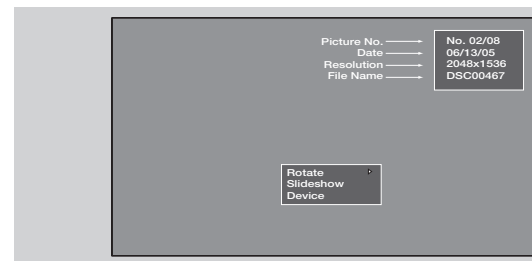 Picture No. No. 02/08
Date 06/13/05
Resolution 2048x1536
File Name DSC00467
Rotate
Slideshow
Device